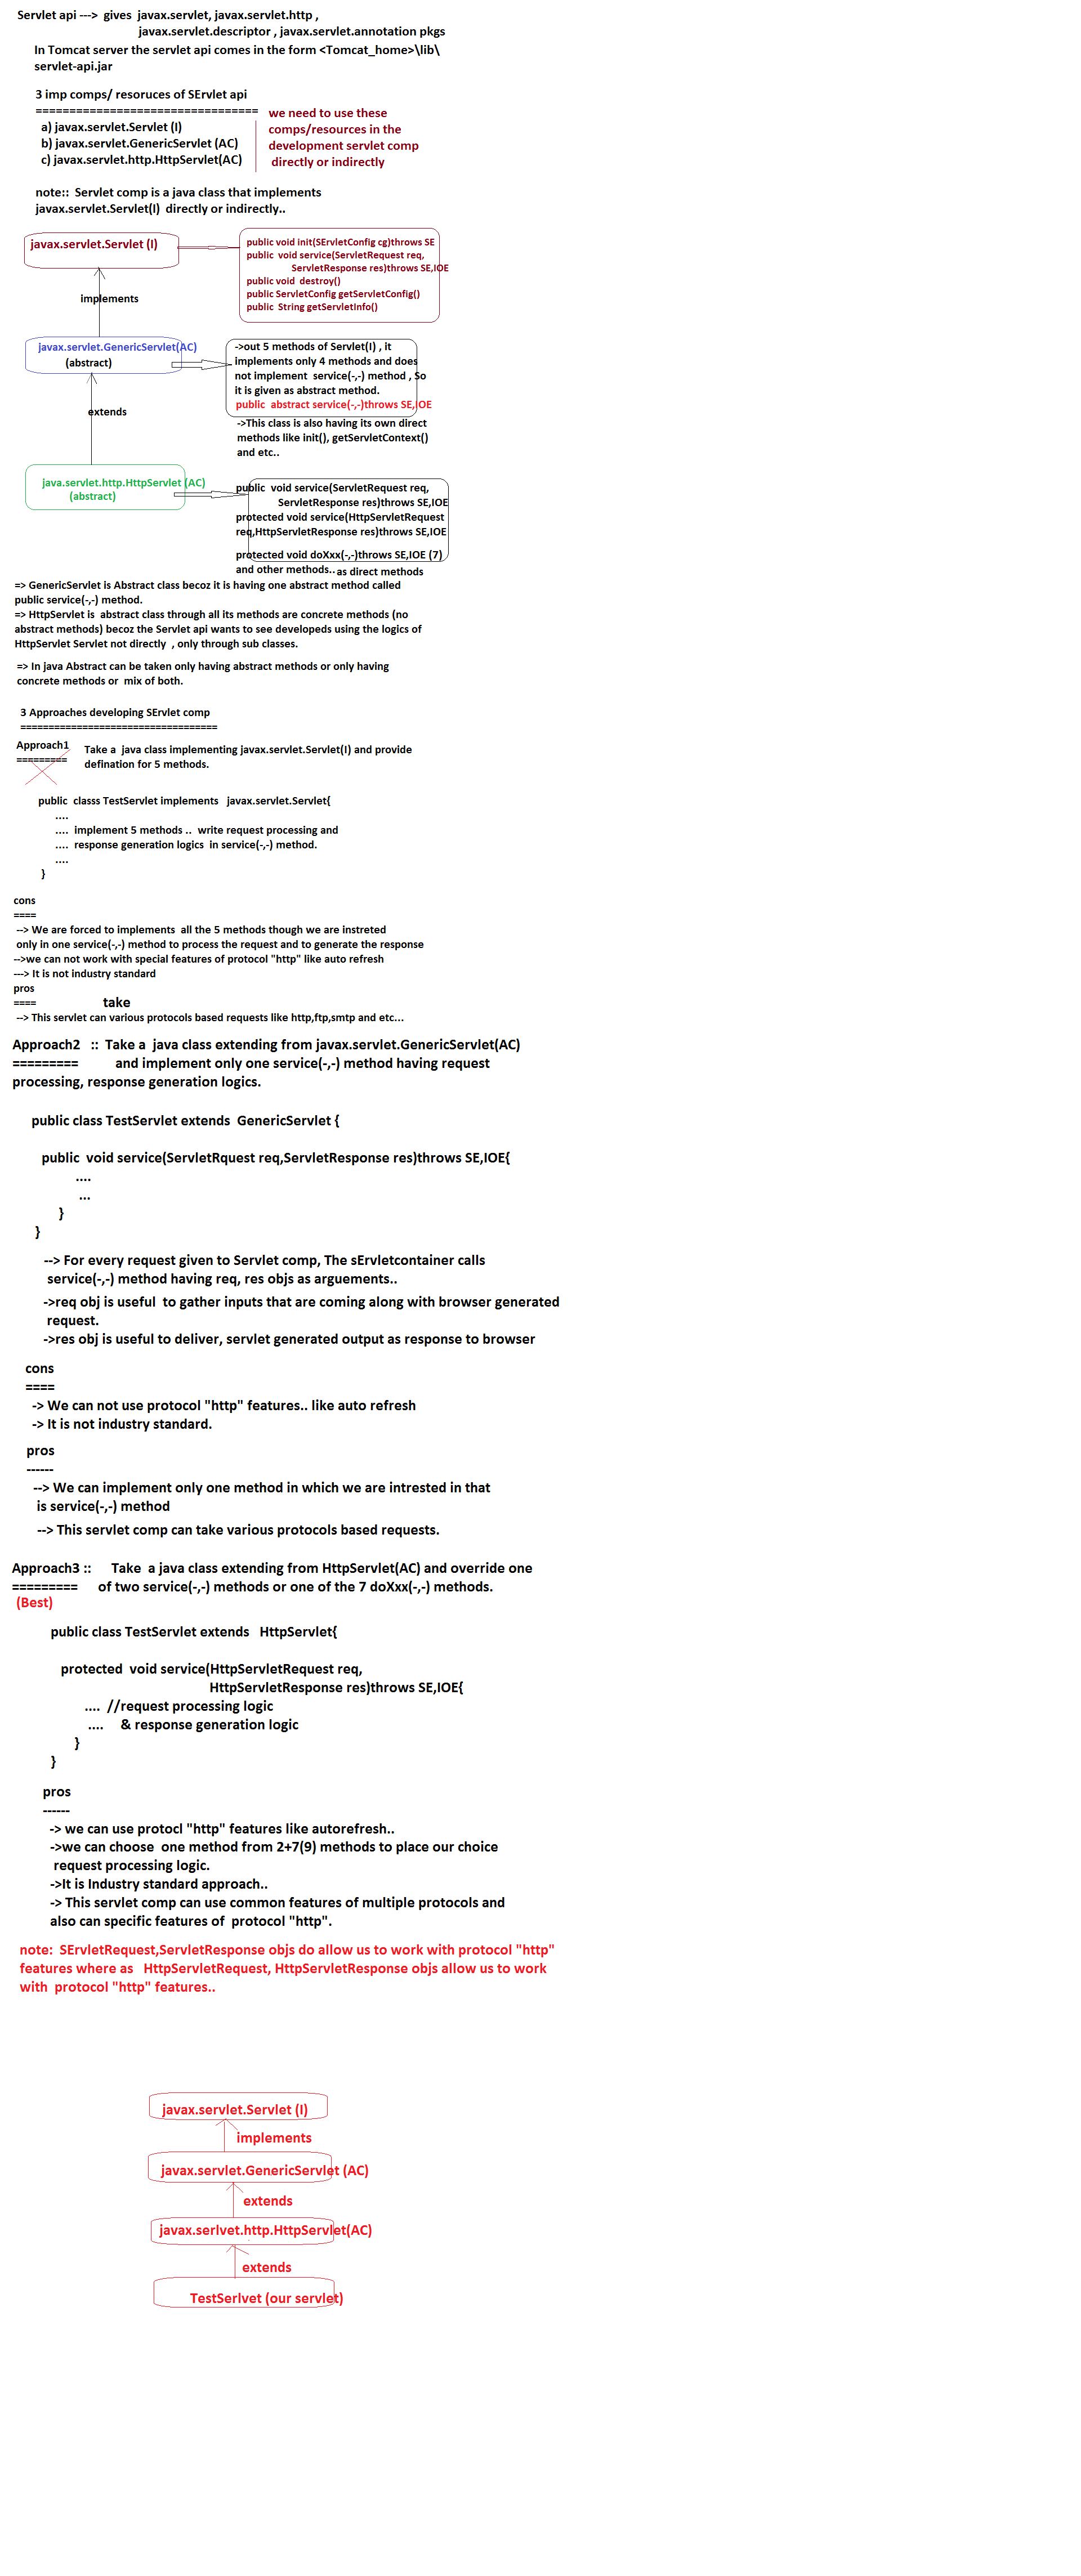 Servlet api ---> gives javax.servlet, javax.servlet.http ,
javax.servlet.descriptor , javax.servlet.annotation pkgs
In Tomcat server the servlet api comes in the form <Tomcat_home>\lib\
servlet-api.jar
3 imp comps/ resoruces of SErvlet api
=================================
a) javax.servlet.Servlet (I)
b) javax.servlet.GenericServlet (AC)
c) javax.servlet.http.HttpServlet(AC)
we need to use these
comps/resources in the
development servlet comp
directly or indirectly
note:: Servlet comp is a java class that implements
javax.servlet.Servlet(I) directly or indirectly..
javax.servlet.Servlet (I)
public void init(SErvletConfig cg)throws SE
public void service(ServletRequest req,
ServletResponse res)throws SE,IOE
public void destroy()
public ServletConfig getServletConfig()
public String getServletInfo()
implements
javax.servlet.GenericServlet(AC)
(abstract)
->out 5 methods of Servlet(I) , it
implements only 4 methods and does
not implement service(-,-) method , So
it is given as abstract method.
public abstract service(-,-)throws SE,IOE
->This class is also having its own direct
methods like init(), getServletContext()
and etc..
extends
java.servlet.http.HttpServlet (AC)
(abstract)
public void service(ServletRequest req,
ServletResponse res)throws SE,IOE
protected void service(HttpServletRequest
req,HttpServletResponse res)throws SE,IOE
protected void doXxx(-,-)throws SE,IOE (7)
and other methods.. as direct methods
=> GenericServlet is Abstract class becoz it is having one abstract method called
public service(-,-) method.
=> HttpServlet is abstract class through all its methods are concrete methods (no
abstract methods) becoz the Servlet api wants to see developeds using the logics of
HttpServlet Servlet not directly , only through sub classes.
=> In java Abstract can be taken only having abstract methods or only having
concrete methods or mix of both.
3 Approaches developing SErvlet comp
===================================
Approach1
=========
Take a java class implementing javax.servlet.Servlet(I) and provide
defination for 5 methods.
public classs TestServlet implements javax.servlet.Servlet{
....
.... implement 5 methods .. write request processing and
.... response generation logics in service(-,-) method.
....
}
cons
====
--> We are forced to implements all the 5 methods though we are instreted
only in one service(-,-) method to process the request and to generate the response
-->we can not work with special features of protocol "http" like auto refresh
---> It is not industry standard
pros
==== take
--> This servlet can various protocols based requests like http,ftp,smtp and etc...
Approach2 :: Take a java class extending from javax.servlet.GenericServlet(AC)
========= and implement only one service(-,-) method having request
processing, response generation logics.
public class TestServlet extends GenericServlet {
public void service(ServletRquest req,ServletResponse res)throws SE,IOE{
....
...
}
}
--> For every request given to Servlet comp, The sErvletcontainer calls
service(-,-) method having req, res objs as arguements..
->req obj is useful to gather inputs that are coming along with browser generated
request.
->res obj is useful to deliver, servlet generated output as response to browser
cons
====
-> We can not use protocol "http" features.. like auto refresh
-> It is not industry standard.
pros
------
--> We can implement only one method in which we are intrested in that
is service(-,-) method
--> This servlet comp can take various protocols based requests.
Approach3 :: Take a java class extending from HttpServlet(AC) and override one
========= of two service(-,-) methods or one of the 7 doXxx(-,-) methods.
(Best)
public class TestServlet extends HttpServlet{
protected void service(HttpServletRequest req,
HttpServletResponse res)throws SE,IOE{
.... //request processing logic
.... & response generation logic
}
}
pros
------
-> we can use protocl "http" features like autorefresh..
->we can choose one method from 2+7(9) methods to place our choice
request processing logic.
->It is Industry standard approach..
-> This servlet comp can use common features of multiple protocols and
also can specific features of protocol "http".
note: SErvletRequest,ServletResponse objs do allow us to work with protocol "http"
features where as HttpServletRequest, HttpServletResponse objs allow us to work
with protocol "http" features..
javax.servlet.Servlet (I)
implements
javax.servlet.GenericServlet (AC)
extends
javax.serlvet.http.HttpServlet(AC)
extends
TestSerlvet (our servlet)